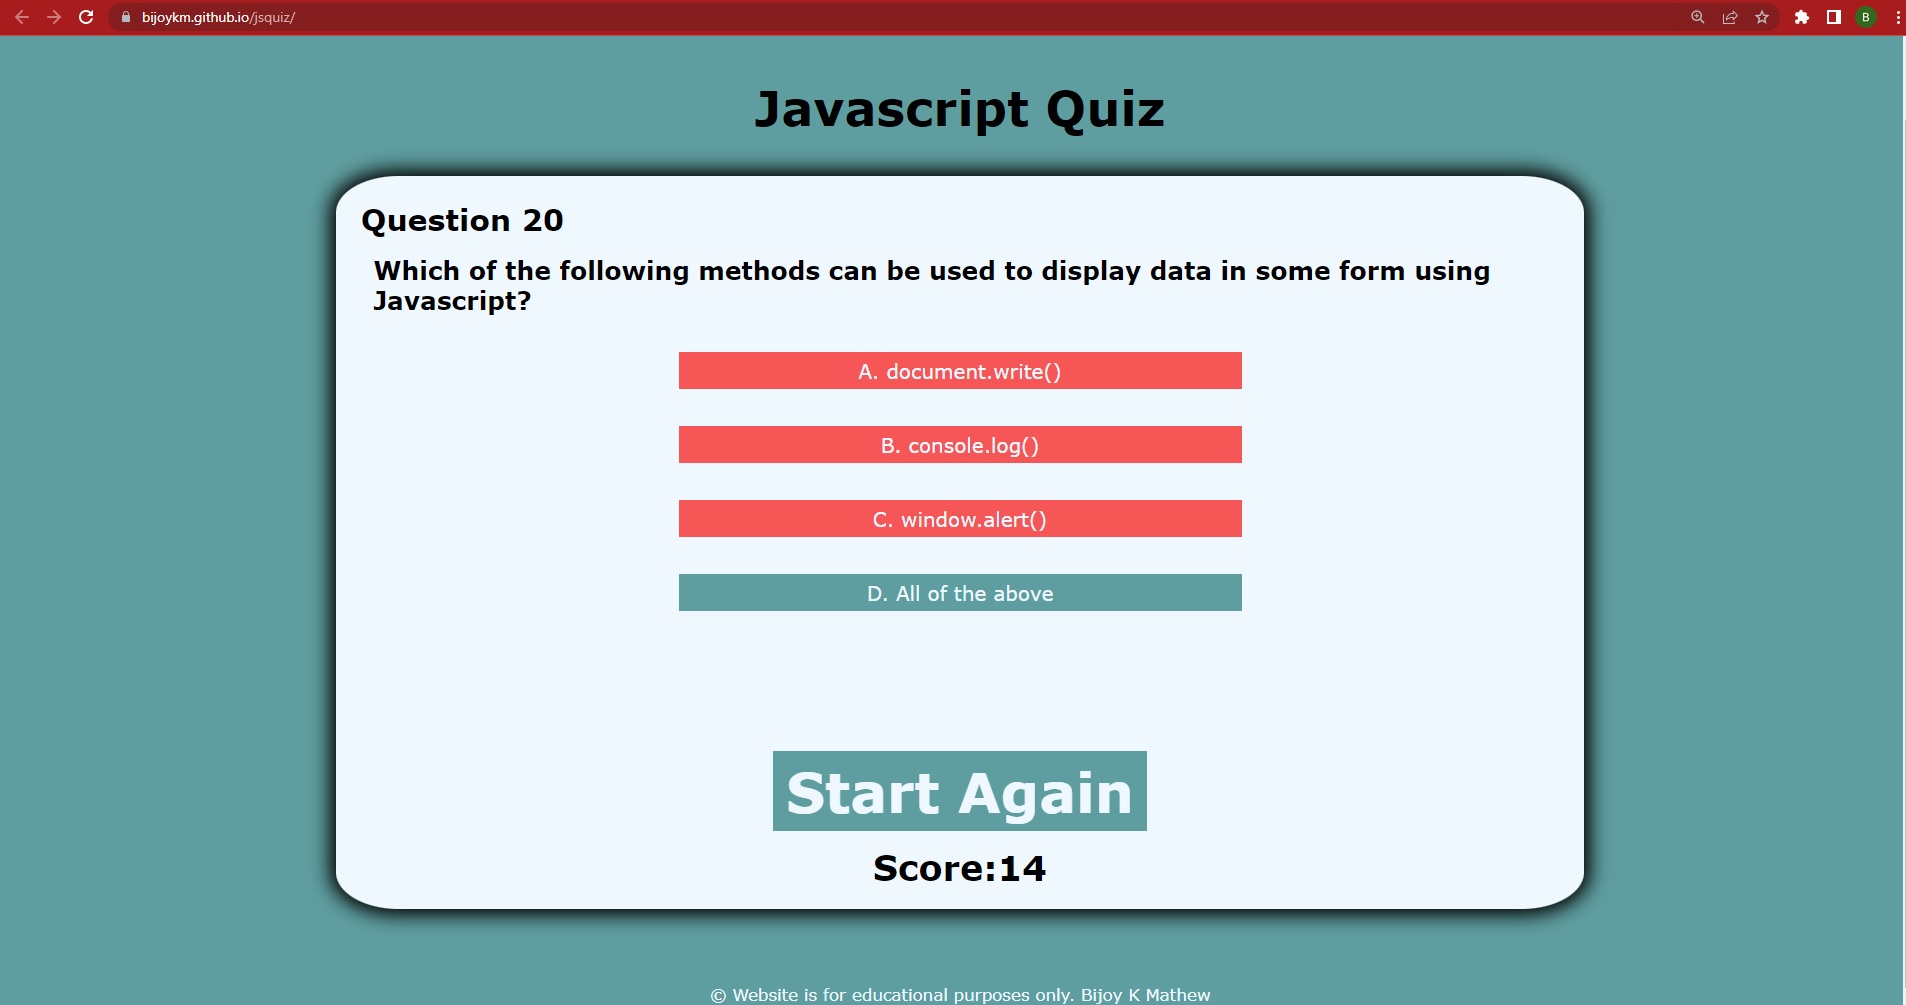 bijoykm.github.io/jsquiz/
B
Javascript Quiz
Question 20
Which of the following methods can be used to display data in some form using
Javascript?
A. document.write()
B. console.log()
C. window.alert()
D. All of the above
Start Again
Score:14
© Website is for educational purposes only. Bijoy K Mathew